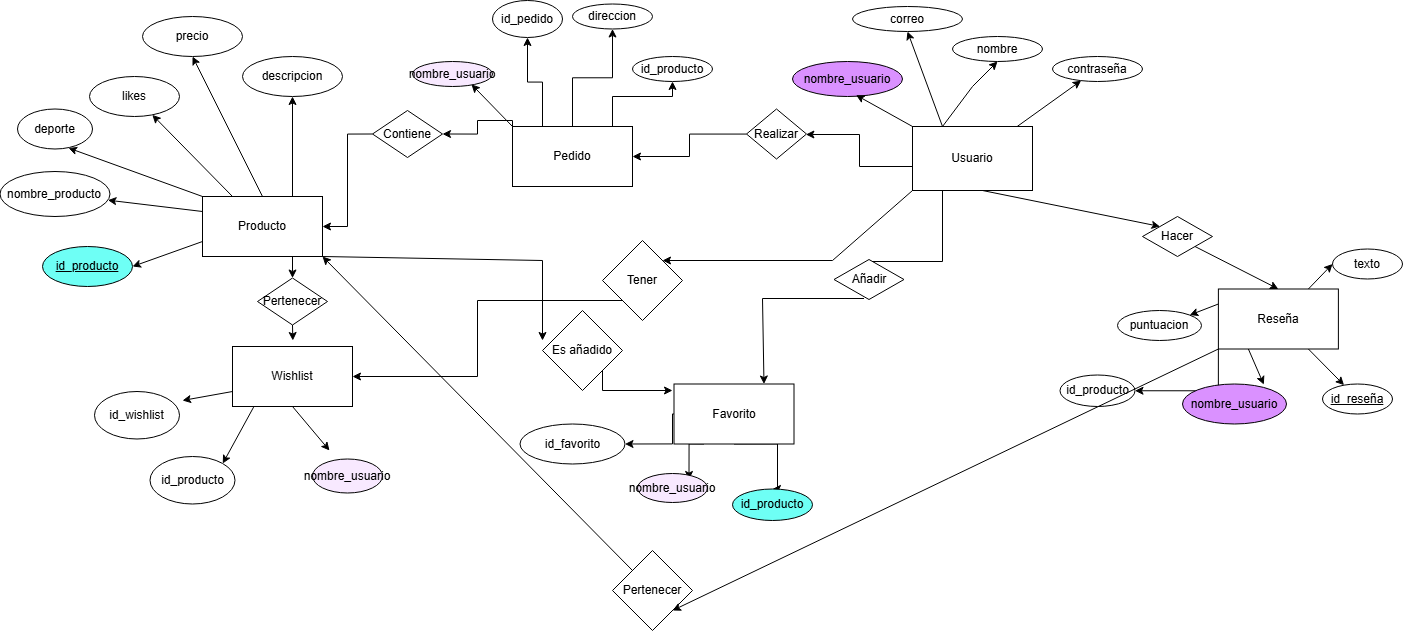 id_pedido
direccion
correo
precio
nombre
descripcion
nombre_usuario
id_producto
nombre_usuario
contraseña
likes
deporte
Contiene
Realizar
Pedido
Usuario
nombre_producto
Producto
Hacer
id_producto
texto
Tener
Añadir
Pertenecer
puntuacion
Reseña
Es añadido
Wishlist
id_producto
nombre_usuario
id_reseña
id_wishlist
Favorito
id_favorito
id_producto
nombre_usuario
nombre_usuario
id_producto
Pertenecer